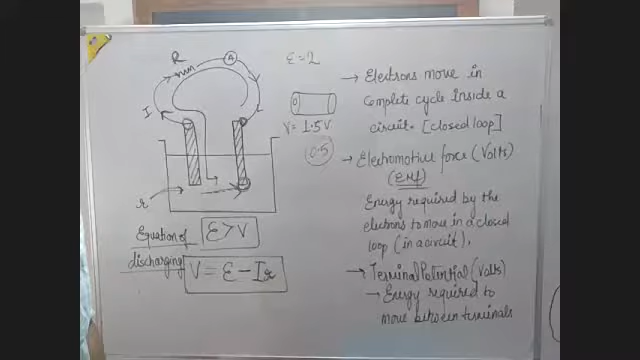 R
A
I
r
Equation of
discharging
ε > V
V = ε - Ir
ε = 2
V = 1.5V
0.5
→ Electrons move in
complete cycle inside a
circuit. [closed loop]
→ Electromotive force (Volts)
(EMF)
Energy required by the
electrons to move in a closed
loop (in a circuit).
→ Terminal Potential (Volts)
→ Energy required to
move between terminals